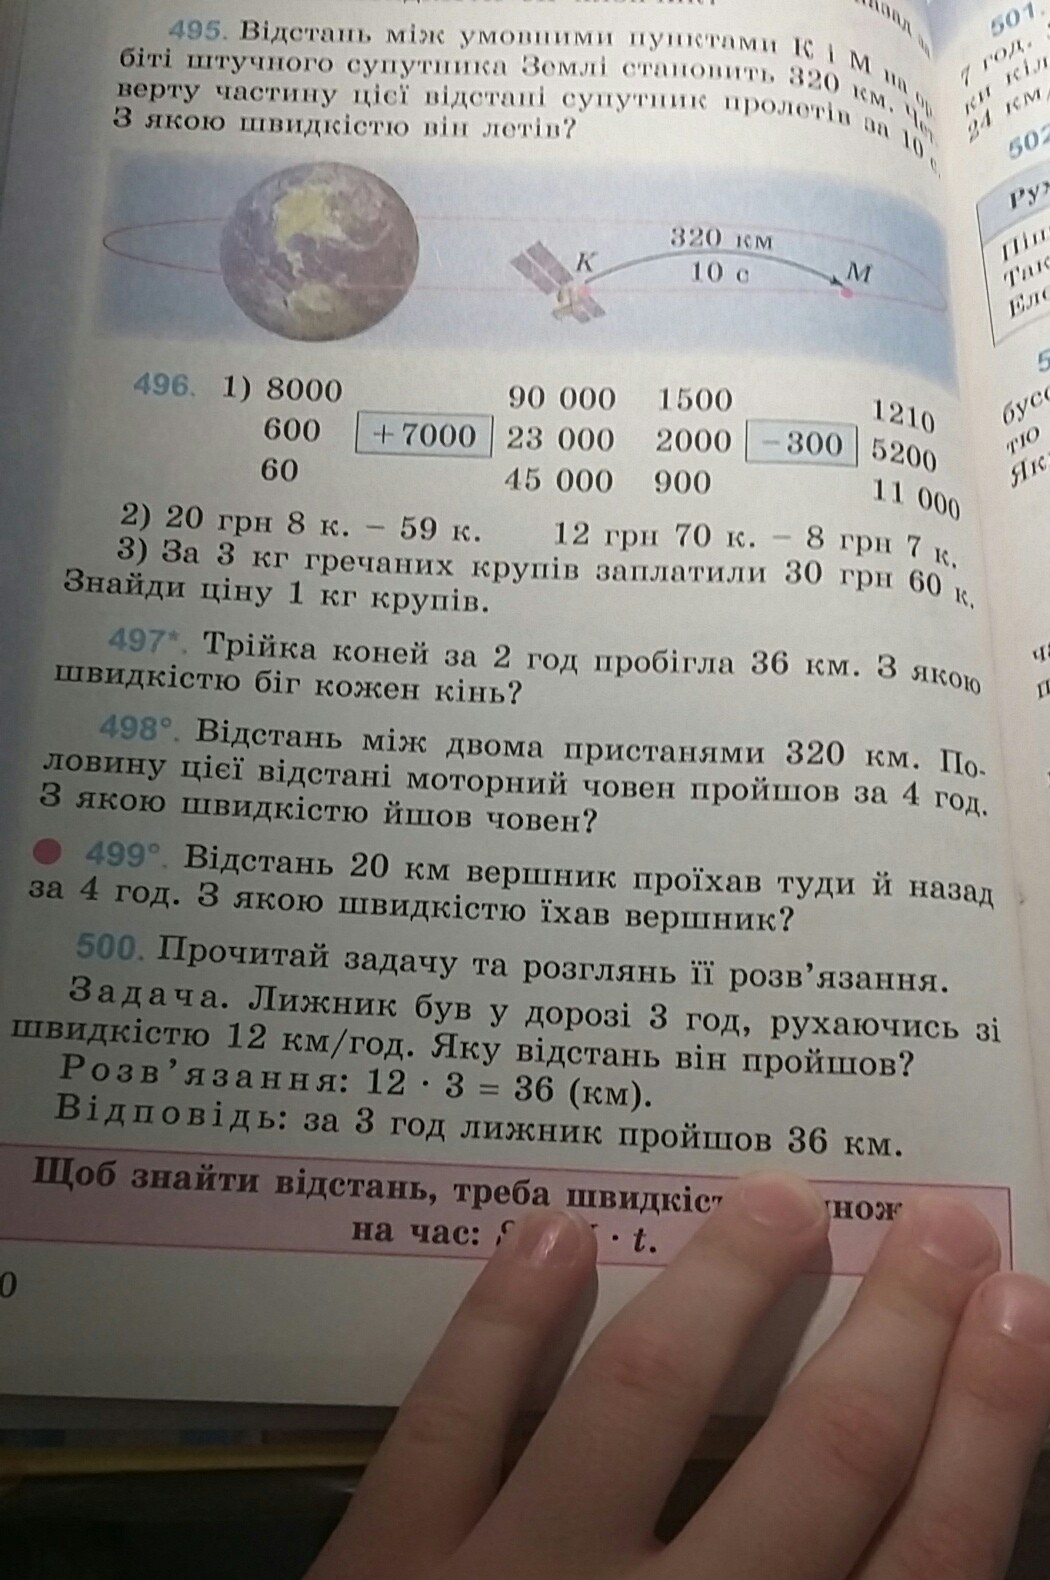 495. Відстань між умовними пунктами К і М на ор-
біті штучного супутника Землі становить 320 км. Чет-
верту частину цієї відстані супутник пролетів за 10 с.
З якою швидкістю він летів?
320 км
К
10 с
М
496. 1) 8000 90 000 1500 1210
600 +7000 23 000 2000 −300 5200
60 45 000 900 11 000
2) 20 грн 8 к. − 59 к. 12 грн 70 к. − 8 грн 7 к.
3) За 3 кг гречаних крупів заплатили 30 грн 60 к.
Знайди ціну 1 кг крупів.
497*. Трійка коней за 2 год пробігла 36 км. З якою
швидкістю біг кожен кінь?
498°. Відстань між двома пристанями 320 км. По-
ловину цієї відстані моторний човен пройшов за 4 год.
З якою швидкістю йшов човен?
499°. Відстань 20 км вершник проїхав туди й назад
за 4 год. З якою швидкістю їхав вершник?
500. Прочитай задачу та розглянь її розв’язання.
Задача. Лижник був у дорозі 3 год, рухаючись зі
швидкістю 12 км/год. Яку відстань він пройшов?
Розв’язання: 12 · 3 = 36 (км).
Відповідь: за 3 год лижник пройшов 36 км.
Щоб знайти відстань, треба
на час: · t.
501.
7 год.
24 км/
502